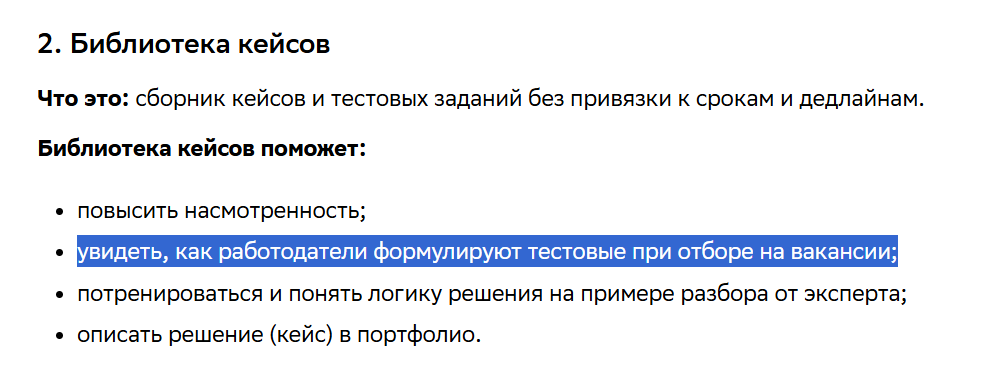 2. Библиотека кейсов
Что это: сборник кейсов и тестовых заданий без привязки к срокам и дедлайнам.
Библиотека кейсов поможет:
• повысить насмотренность;
• увидеть, как работодатели формулируют тестовые при отборе на вакансии;
• потренироваться и понять логику решения на примере разбора от эксперта;
• описать решение (кейс) в портфолио.